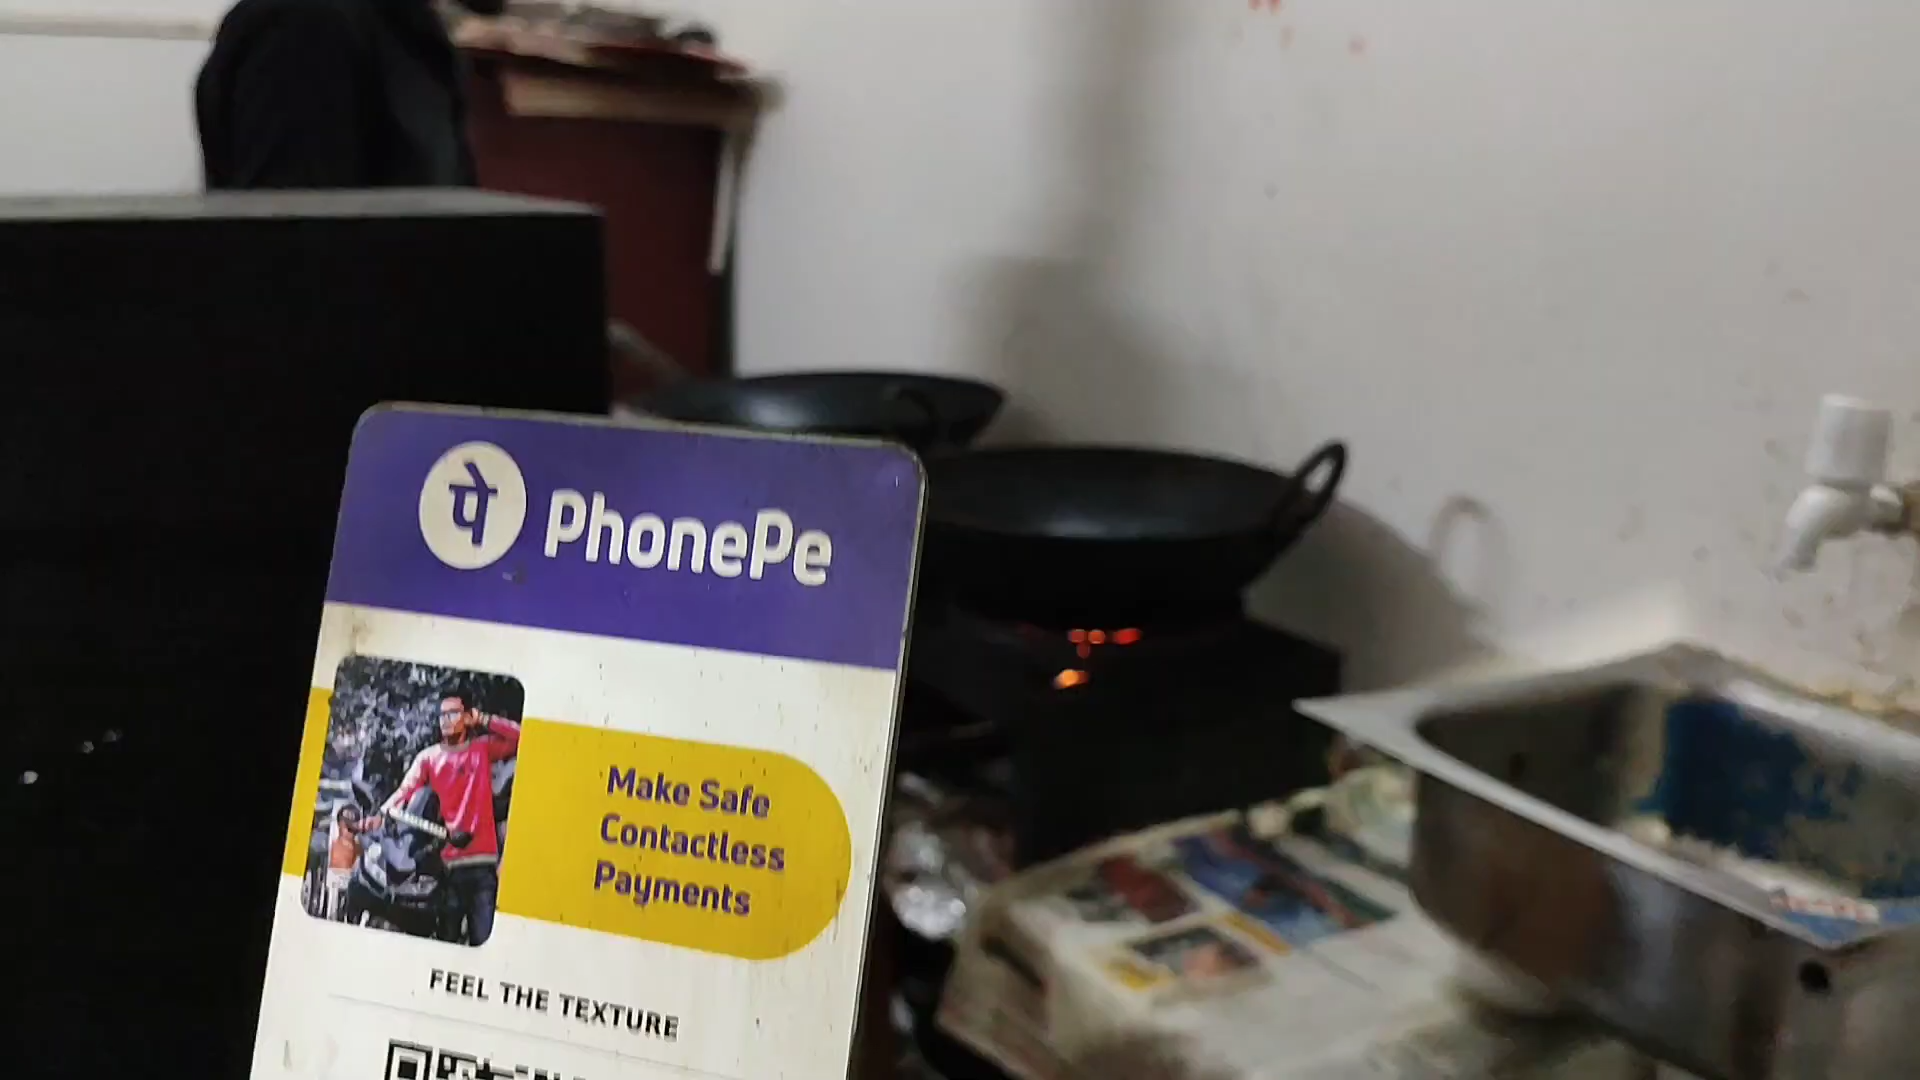 पे PhonePe
Make Safe
Contactless
Payments
FEEL THE TEXTURE